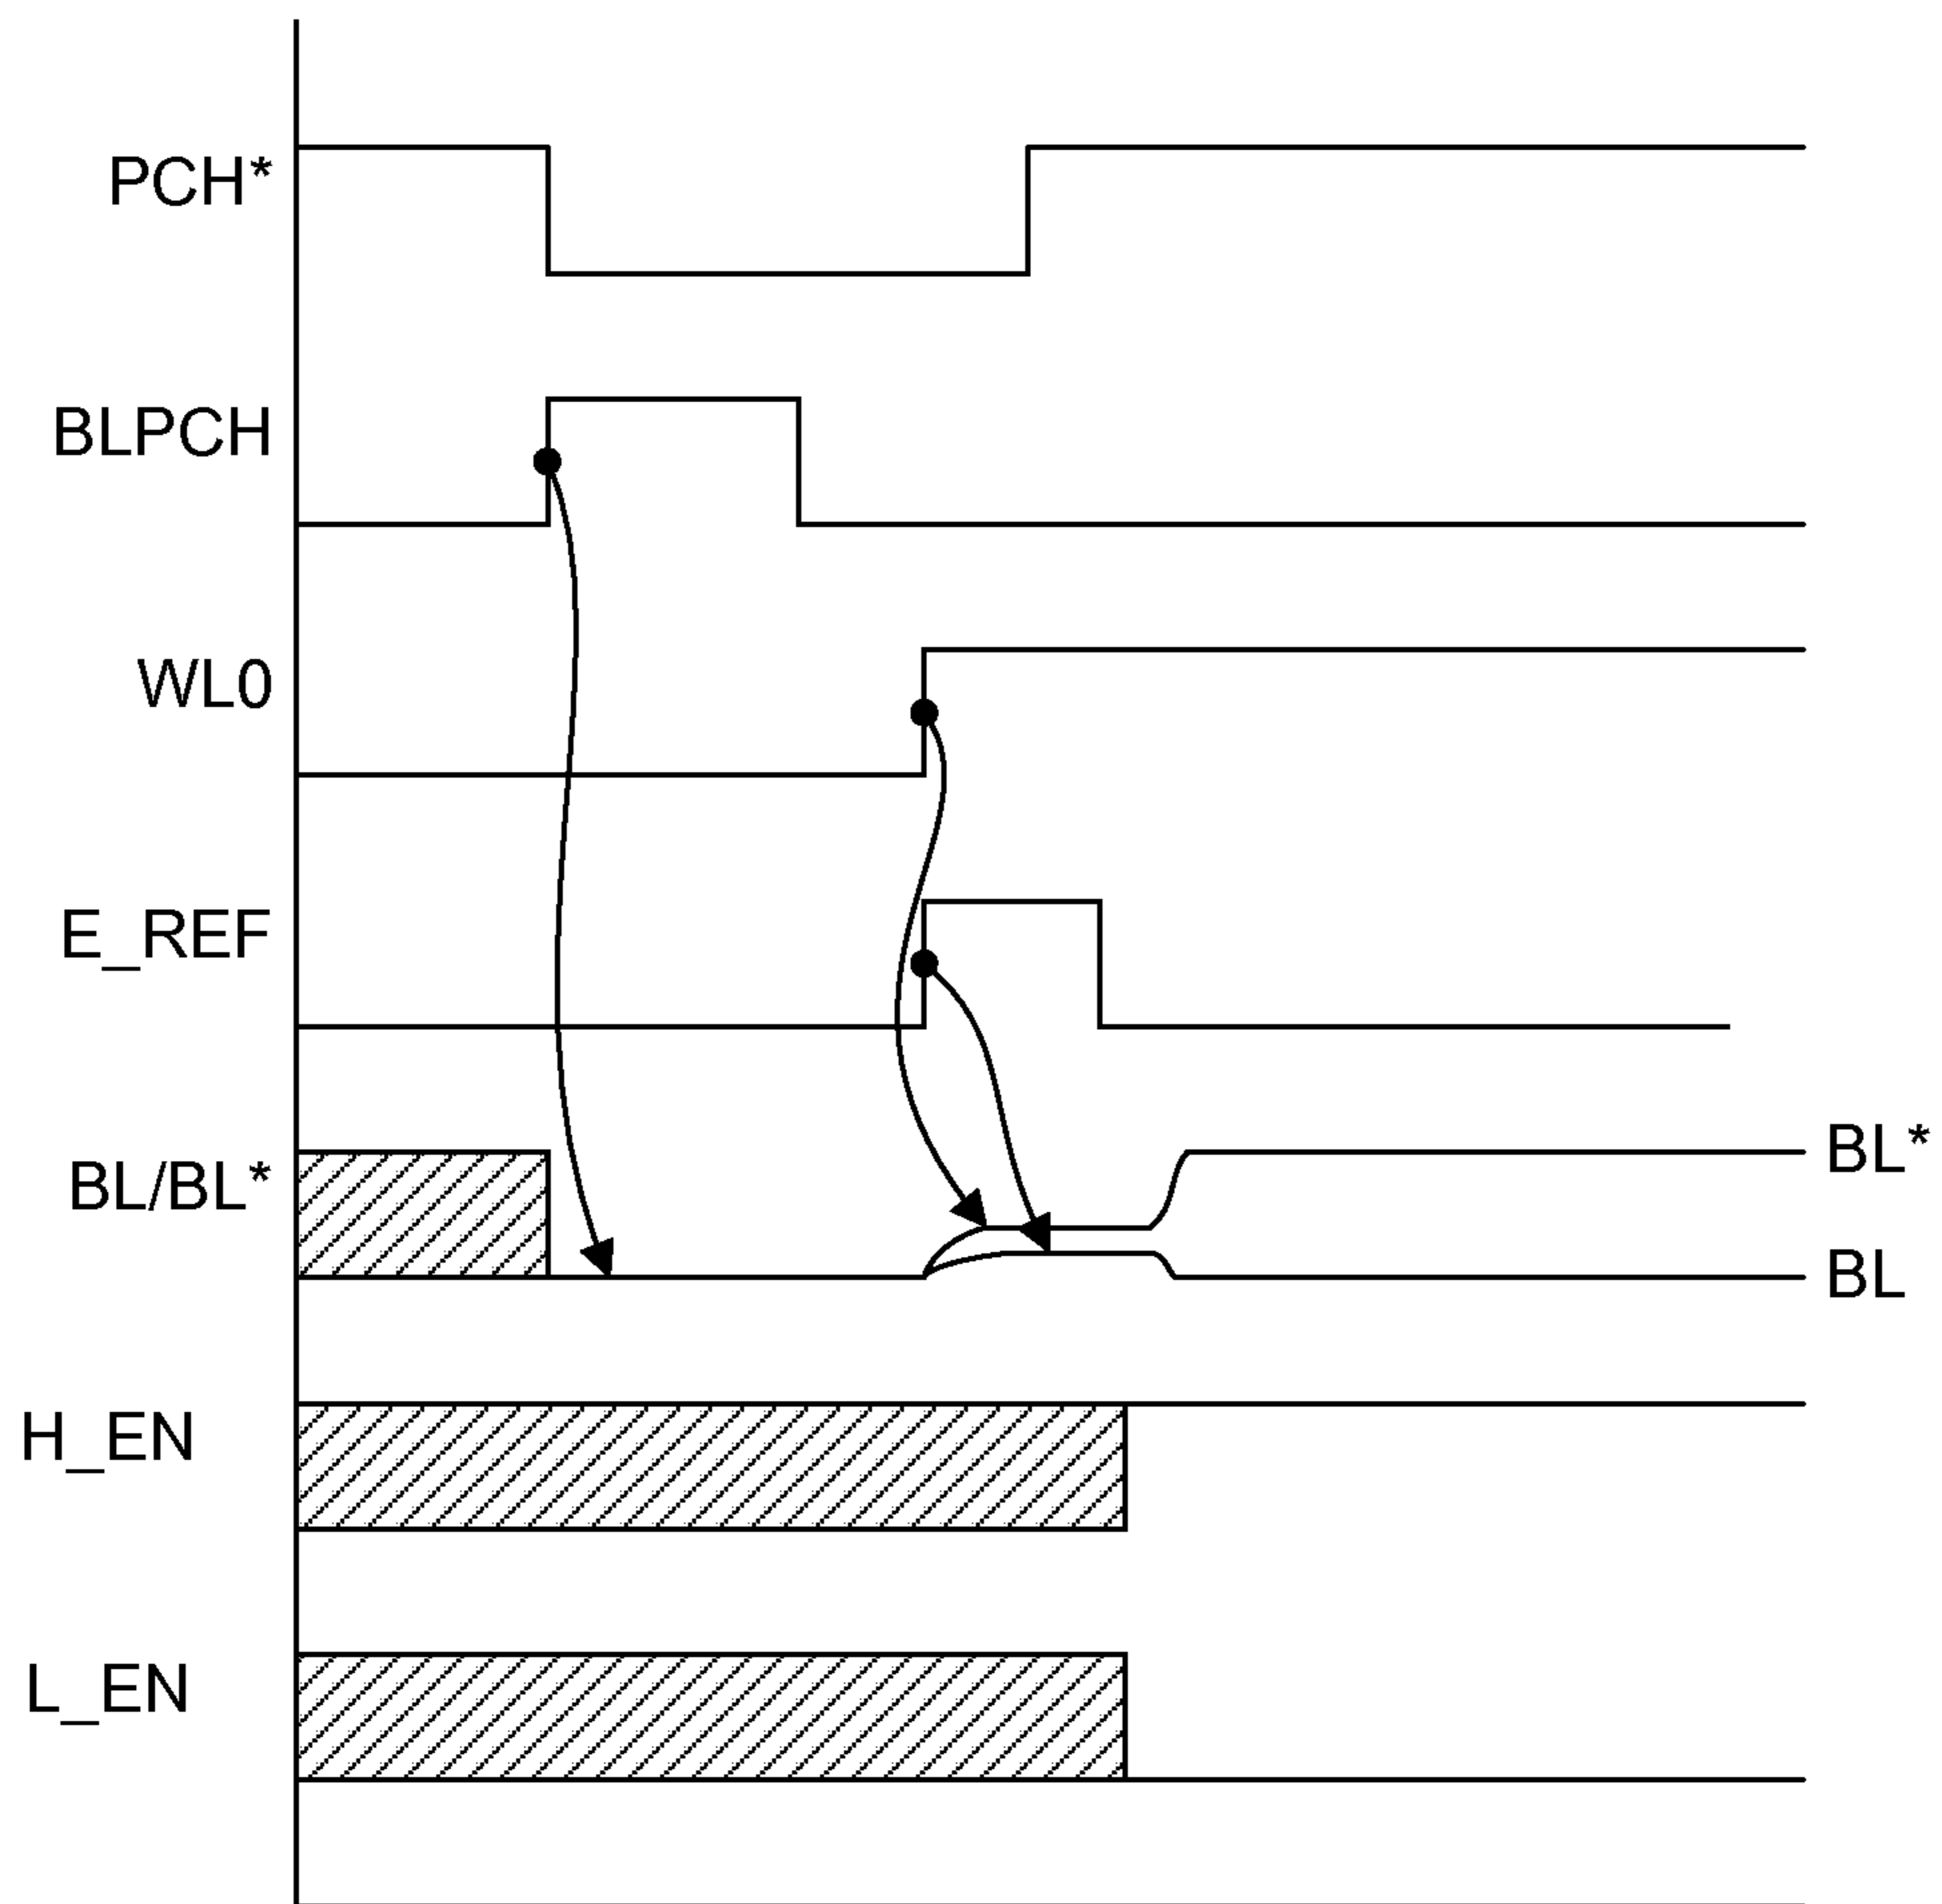 PCH*
BLPCH
WL0
E_REF
BL*
BL/BL*
BL
H_EN
L_EN